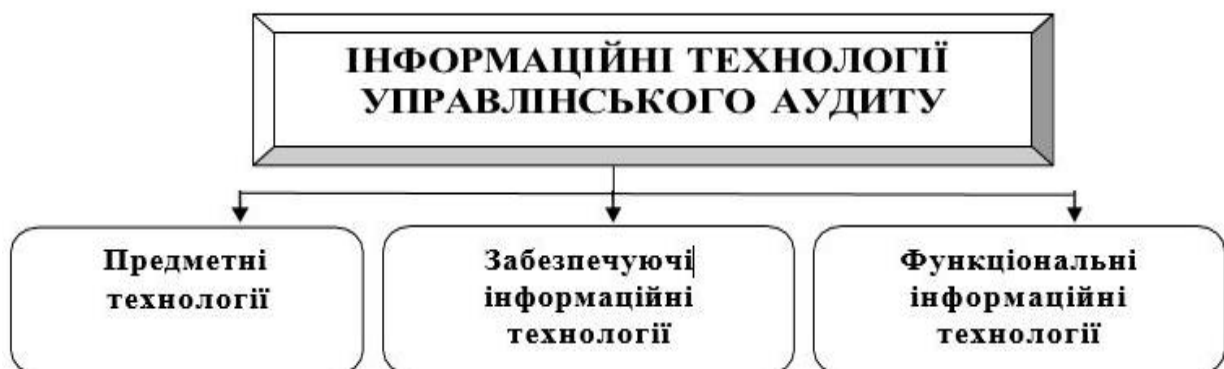 ІНФОРМАЦІЙНІ ТЕХНОЛОГІЇ
УПРАВЛІНСЬКОГО АУДИТУ
Предметні
технології
Забезпечуючі
інформаційні
технології
Функціональні
інформаційні
технології